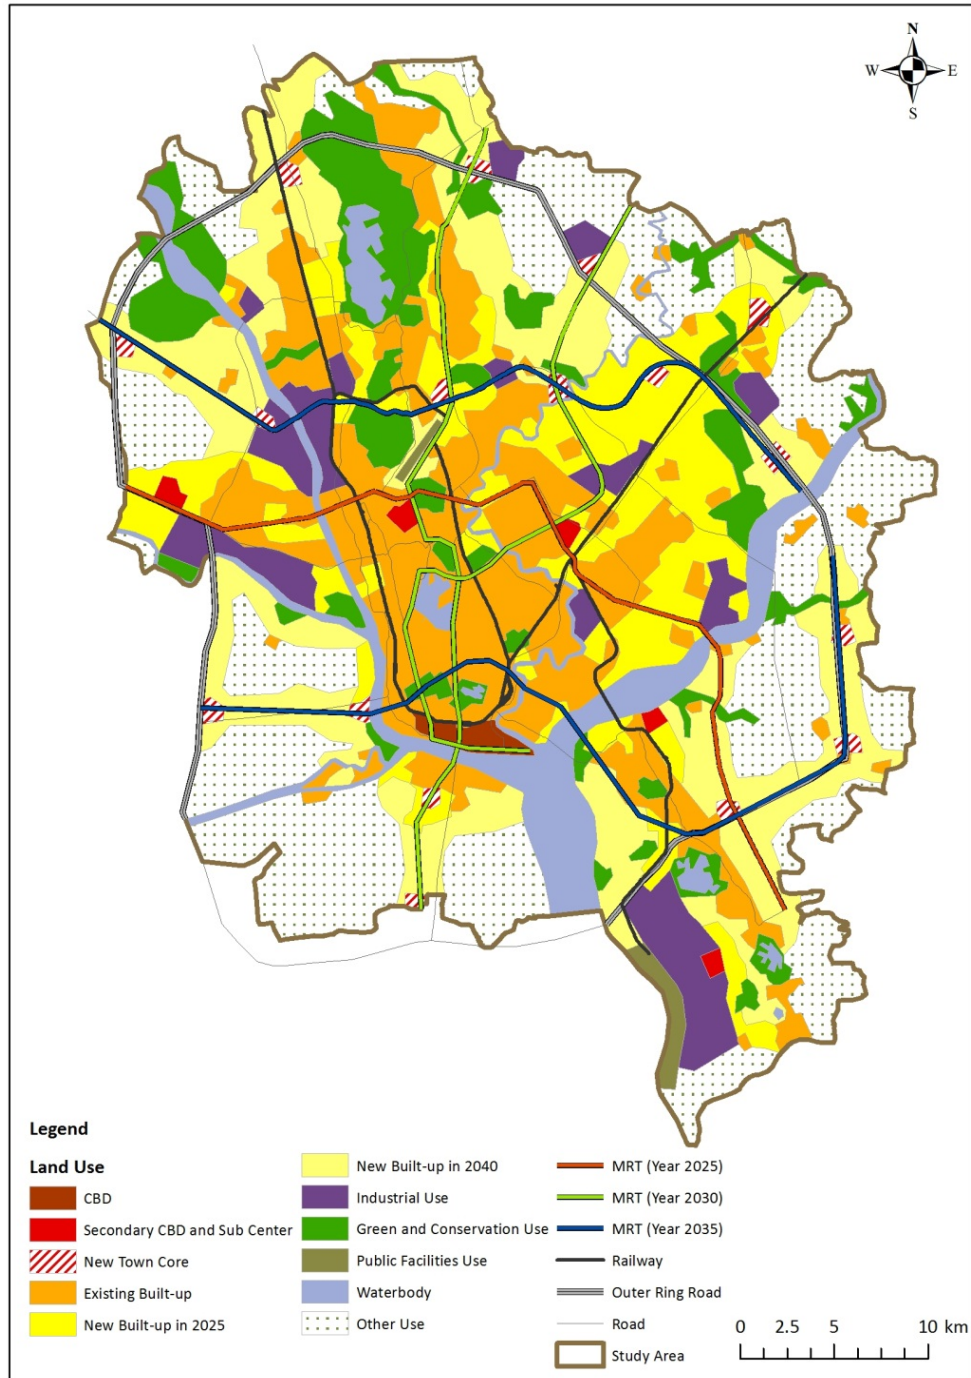 N
W E
S
Legend
Land Use
CBD
Secondary CBD and Sub Center
New Town Core
Existing Built-up
New Built-up in 2025
New Built-up in 2040
Industrial Use
Green and Conservation Use
Public Facilities Use
Waterbody
Other Use
MRT (Year 2025)
MRT (Year 2030)
MRT (Year 2035)
Railway
Outer Ring Road
Road
Study Area
0 2.5 5 10 km